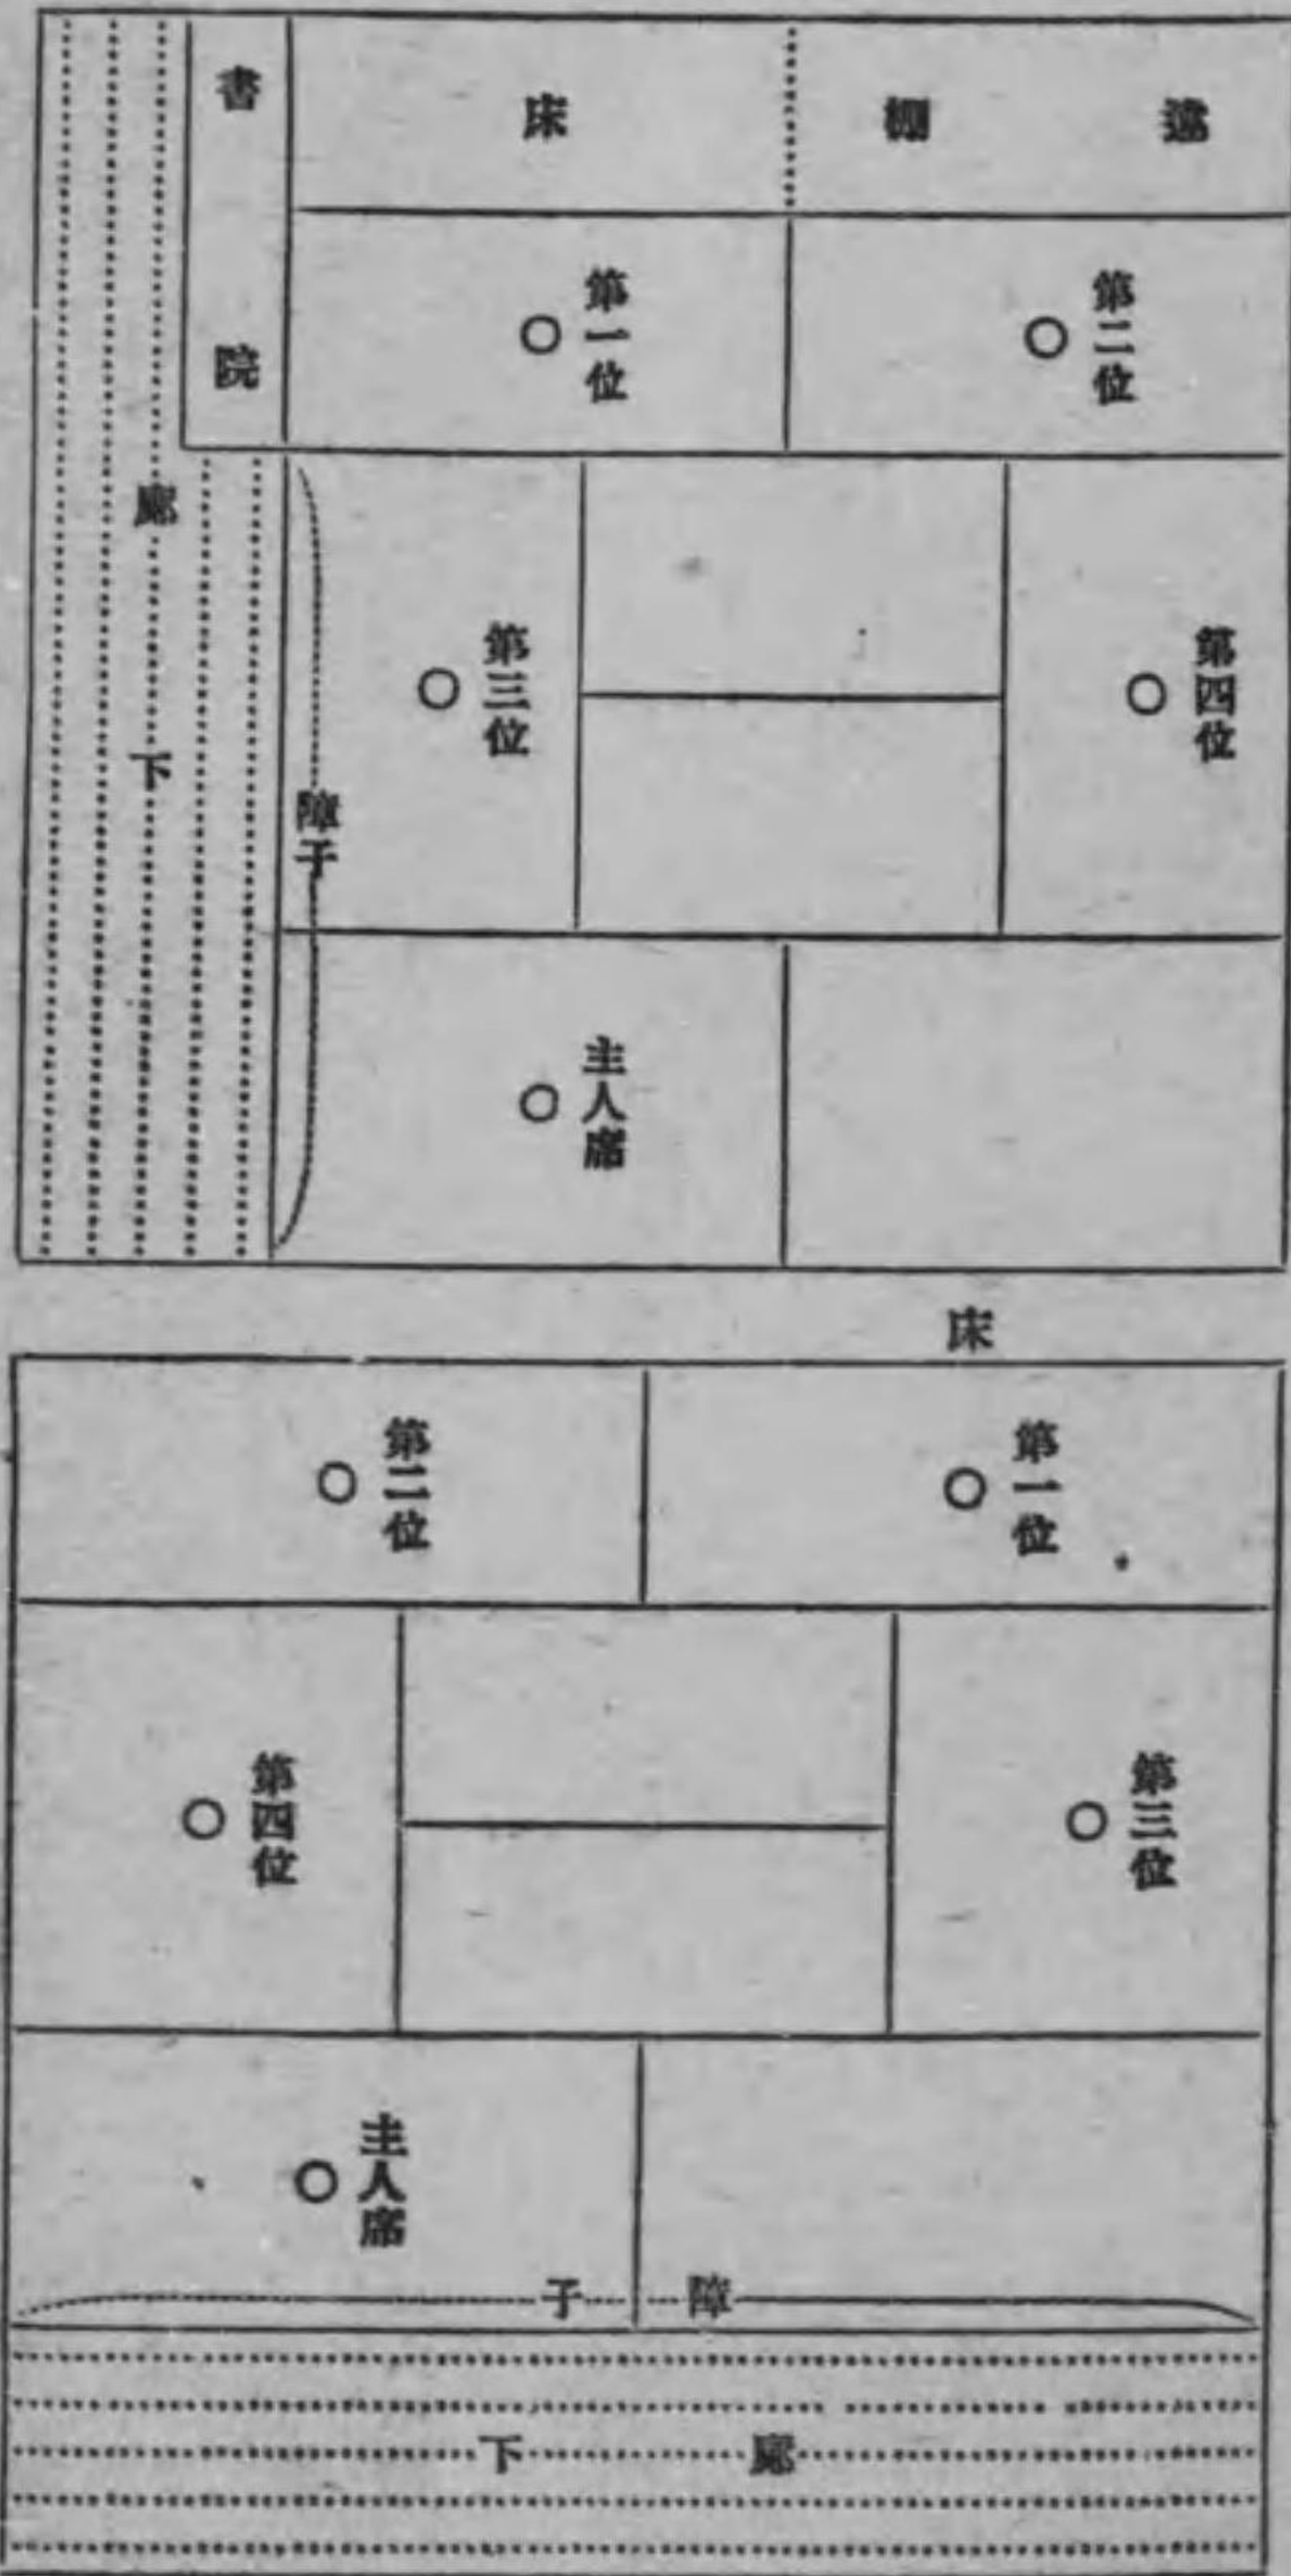 違棚
床
書院
第二位
第一位
第四位
第三位
障子
廊下
主人席
床
第一位
第二位
第三位
第四位
主人席
障子
廊下